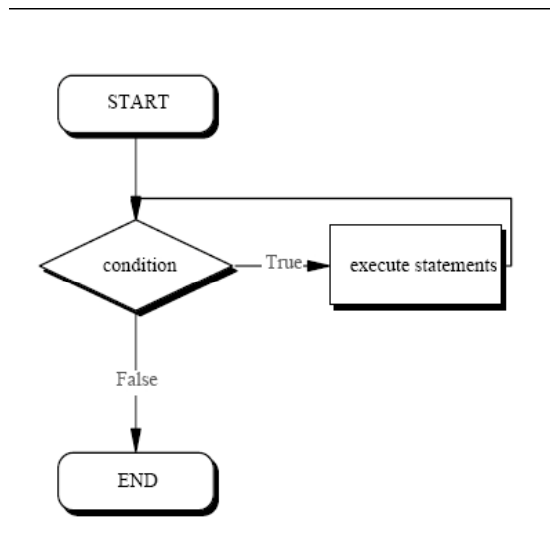 START
condition
True
execute statements
False
END